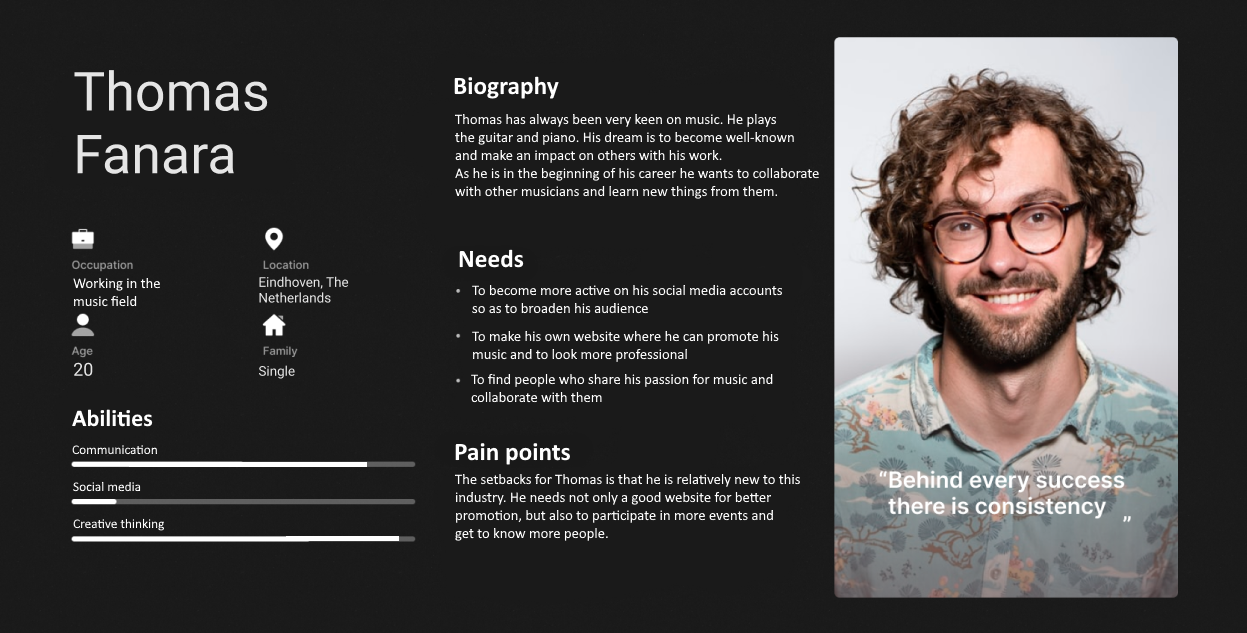 Thomas
Fanara
Occupation
Working in the
music field
Location
Eindhoven, The
Netherlands
Age
20
Family
Single
Abilities
Communication
Social media
Creative thinking
Biography
Thomas has always been very keen on music. He plays
the guitar and piano. His dream is to become well-known
and make an impact on others with his work.
As he is in the beginning of his career he wants to collaborate
with other musicians and learn new things from them.
Needs
• To become more active on his social media accounts
so as to broaden his audience
• To make his own website where he can promote his
music and to look more professional
• To find people who share his passion for music and
collaborate with them
Pain points
The setbacks for Thomas is that he is relatively new to this
industry. He needs not only a good website for better
promotion, but also to participate in more events and
get to know more people.
“Behind every success
there is consistency
„